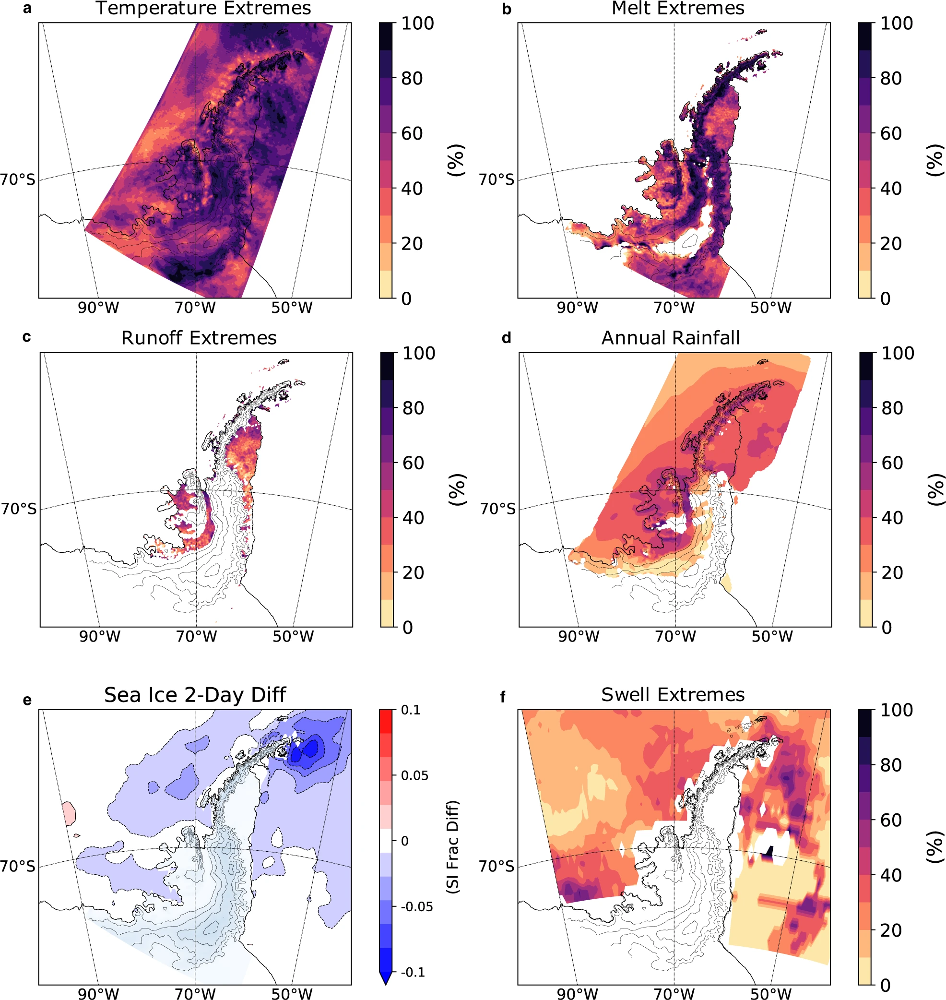 a
Temperature Extremes
100
80
60
40
20
0
(%)
70°S
90°W 70°W 50°W
b
Melt Extremes
100
80
60
40
20
0
(%)
70°S
90°W 70°W 50°W
c
Runoff Extremes
100
80
60
40
20
0
(%)
70°S
90°W 70°W 50°W
d
Annual Rainfall
100
80
60
40
20
0
(%)
70°S
90°W 70°W 50°W
e
Sea Ice 2-Day Diff
0.1
0.05
0
-0.05
-0.1
(SI Frac Diff)
70°S
90°W 70°W 50°W
f
Swell Extremes
100
80
60
40
20
0
(%)
70°S
90°W 70°W 50°W